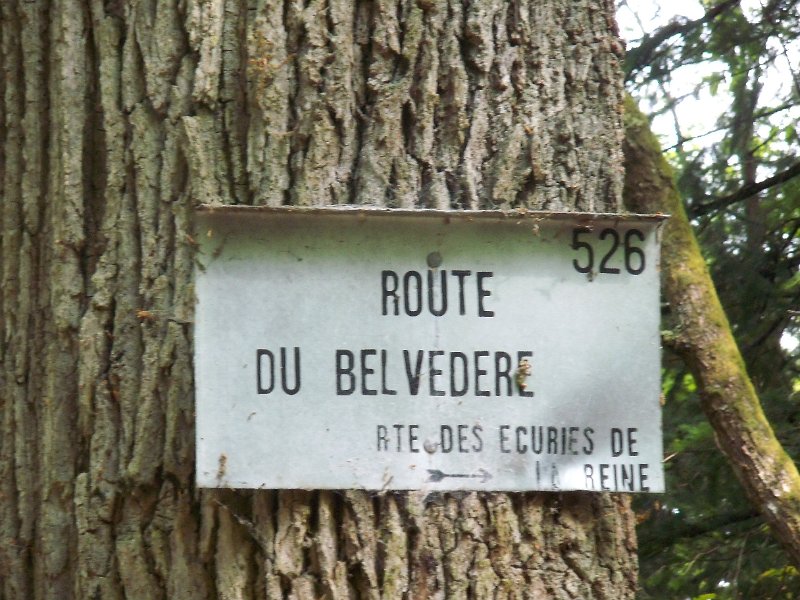 526
ROUTE
DU BELVEDERE
RTE DES ECURIES DE
LA REINE